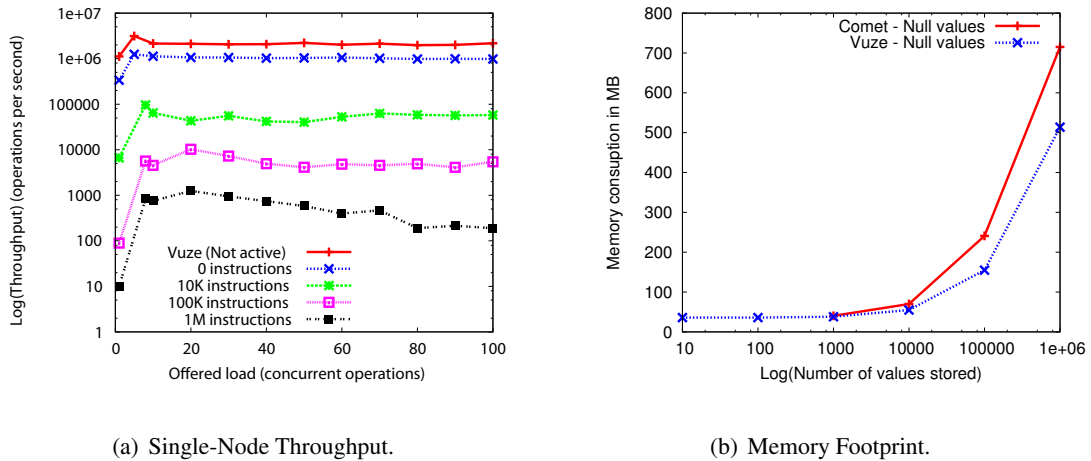 Log(Throughput) (operations per second)
1e+07
1e+06
100000
10000
1000
100
10
1
Vuze (Not active)
0 instructions
10K instructions
100K instructions
1M instructions
0
20
40
60
80
100
Offered load (concurrent operations)
(a) Single-Node Throughput.
Memory consuption in MB
800
700
600
500
400
300
200
100
0
Comet - Null values
Vuze - Null values
10
100
1000
10000
100000
1e+06
Log(Number of values stored)
(b) Memory Footprint.